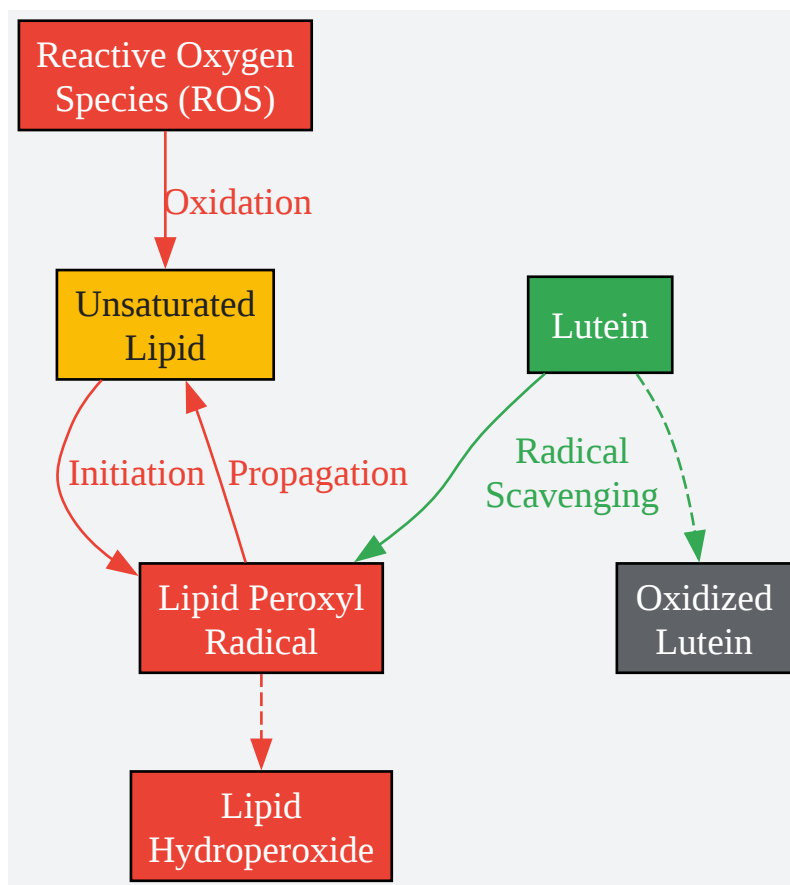 Reactive Oxygen
Species (ROS)
Oxidation
Unsaturated
Lipid
Lutein
Initiation
Propagation
Radical
Scavenging
Lipid Peroxyl
Radical
Oxidized
Lutein
Lipid
Hydroperoxide